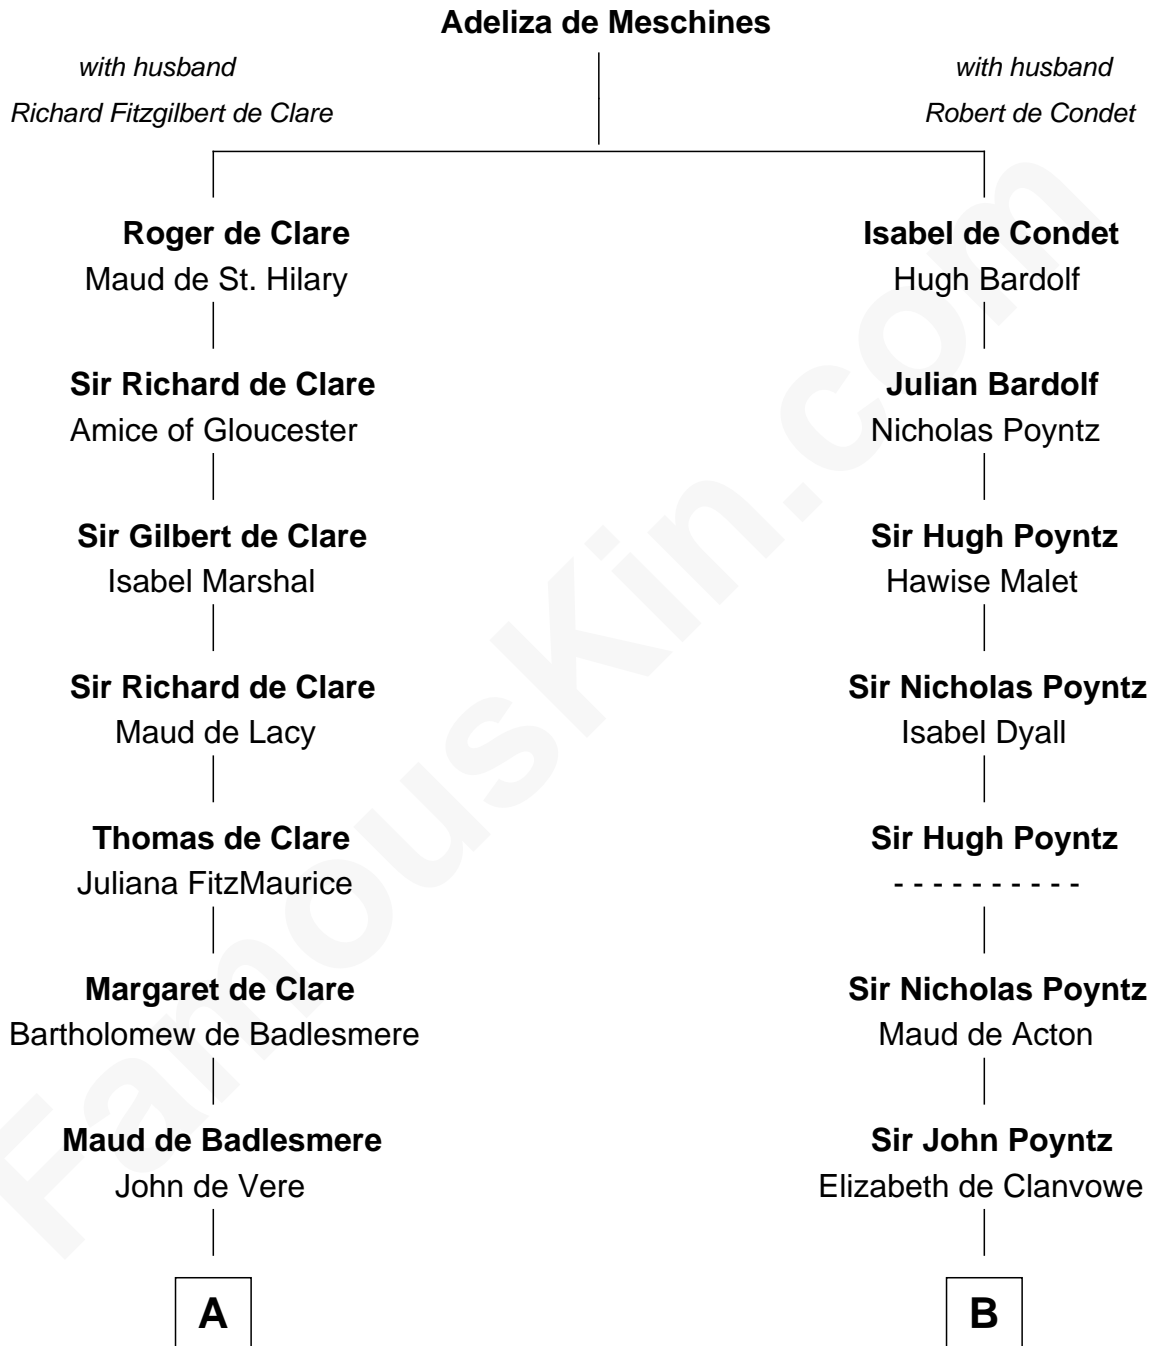 Adeliza de Meschines
with husband
Richard Fitzgilbert de Clare
with husband
Robert de Condet
Roger de Clare
Maud de St. Hilary
Isabel de Condet
Hugh Bardolf
Sir Richard de Clare
Amice of Gloucester
Julian Bardolf
Nicholas Poyntz
Sir Gilbert de Clare
Isabel Marshal
Sir Hugh Poyntz
Hawise Malet
Sir Richard de Clare
Maud de Lacy
Sir Nicholas Poyntz
Isabel Dyall
Thomas de Clare
Juliana FitzMaurice
Sir Hugh Poyntz
- - - - - - - - - -
Margaret de Clare
Bartholomew de Badlesmere
Sir Nicholas Poyntz
Maud de Acton
Maud de Badlesmere
John de Vere
Sir John Poyntz
Elizabeth de Clanvowe
A
B
FamousKin.com